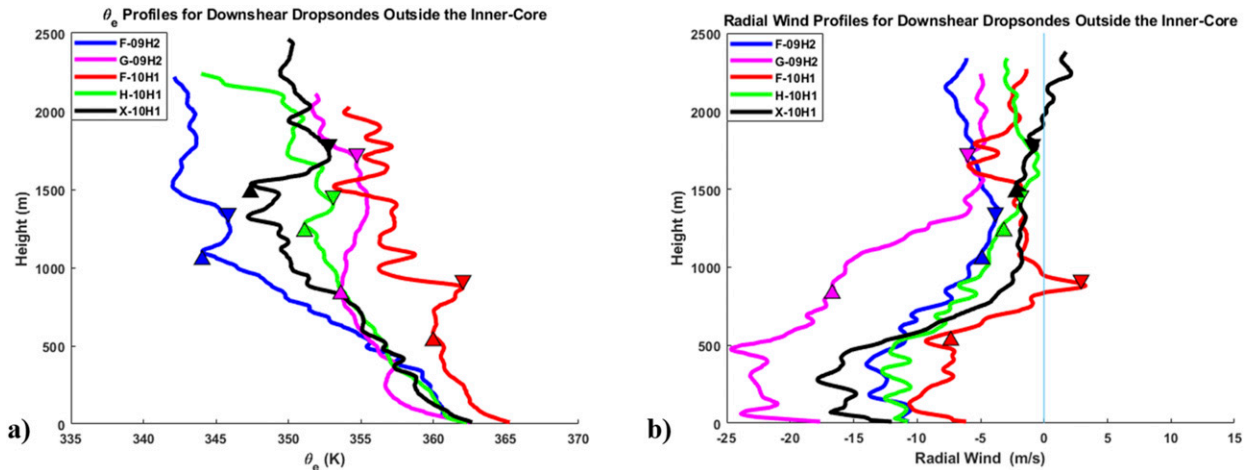 θe Profiles for Downshear Dropsondes Outside the Inner-Core
2500
2000
1500
1000
500
0
Height (m)
F-09H2
G-09H2
F-10H1
H-10H1
X-10H1
335 340 345 350 355 360 365 370
θe (K)
a)
Radial Wind Profiles for Downshear Dropsondes Outside the Inner-Core
2500
2000
1500
1000
500
0
Height (m)
F-09H2
G-09H2
F-10H1
H-10H1
X-10H1
-25 -20 -15 -10 -5 0 5 10 15
Radial Wind (m/s)
b)